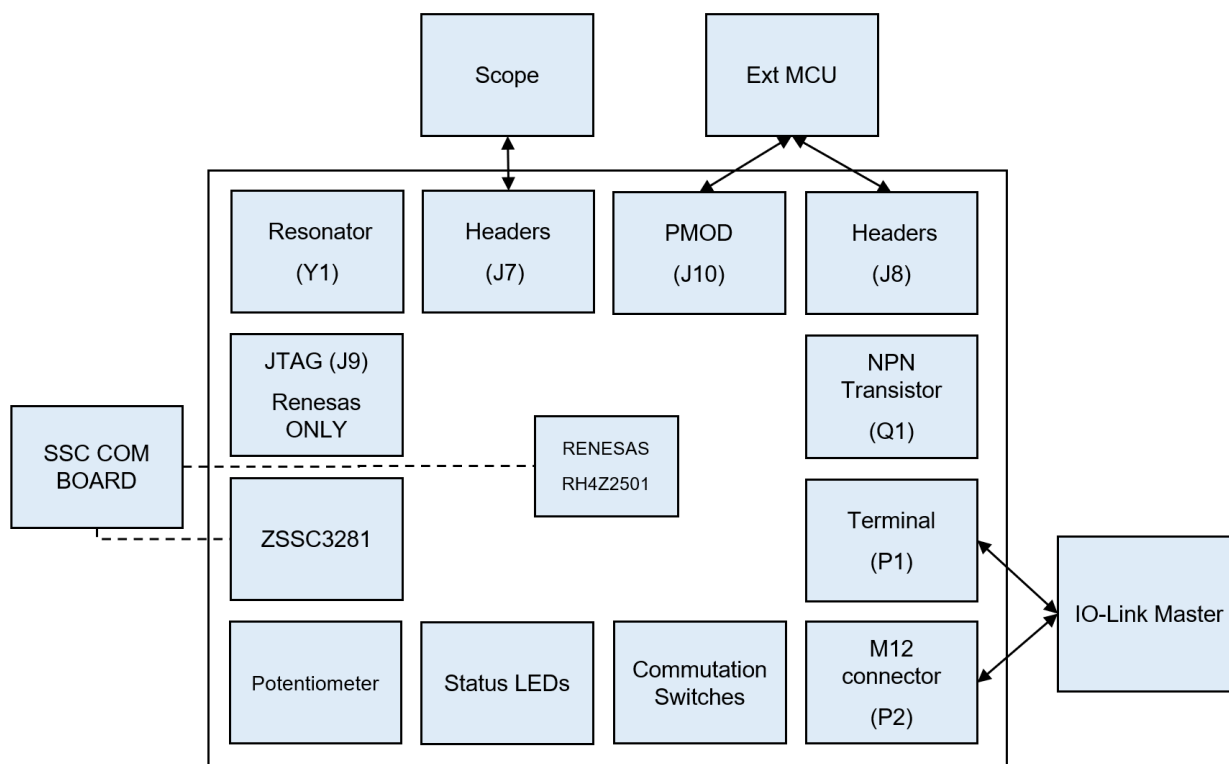 Scope
Ext MCU
Resonator
(Y1)
Headers
(J7)
PMOD
(J10)
Headers
(J8)
JTAG (J9)
Renesas
ONLY
NPN
Transistor
(Q1)
SSC COM
BOARD
RENESAS
RH4Z2501
ZSSC3281
Terminal
(P1)
IO-Link Master
Potentiometer
Status LEDs
Commutation
Switches
M12
connector
(P2)